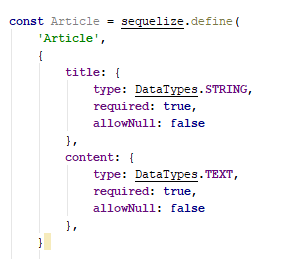 const Article = sequelize.define(
    'Article',
    {
        title: {
            type: DataTypes.STRING,
            required: true,
            allowNull: false
        },
        content: {
            type: DataTypes.TEXT,
            required: true,
            allowNull: false
        },
    }